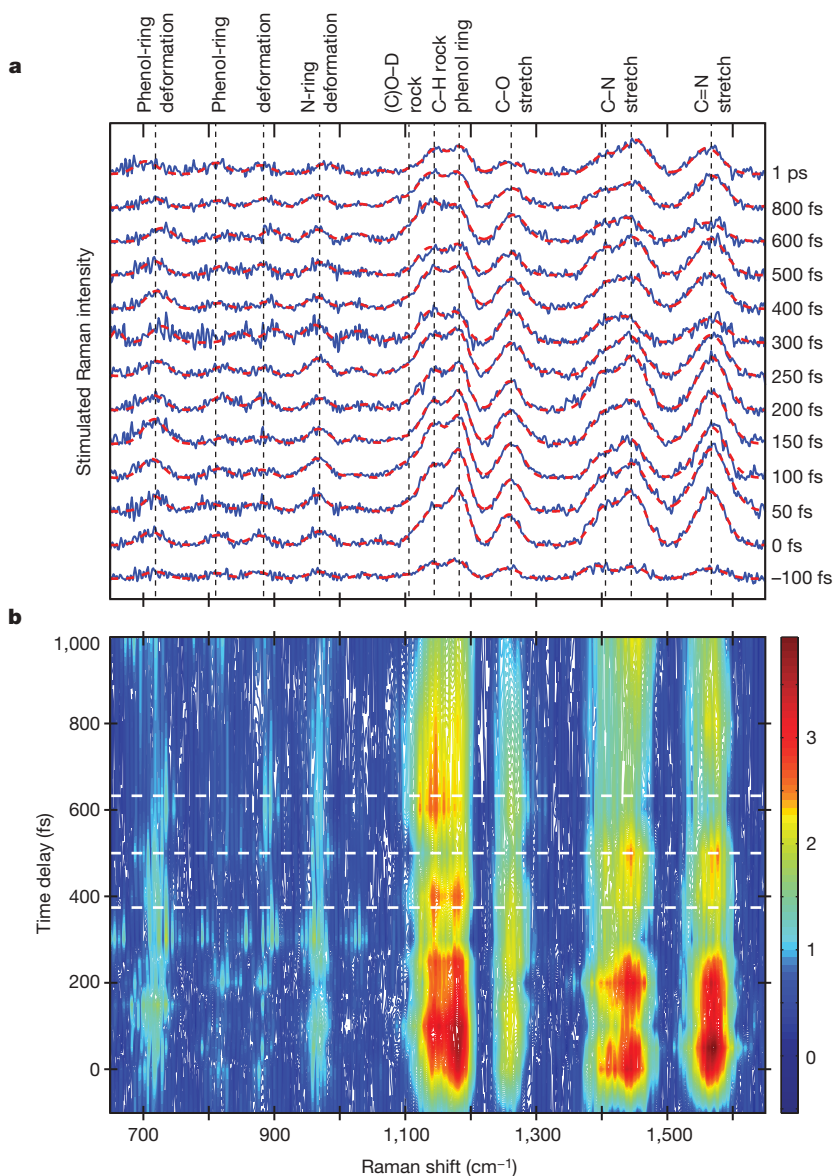 a
Phenol-ring
deformation
Phenol-ring
deformation
N-ring
deformation
(C)O–D
rock
C–H rock
phenol ring
C–O
stretch
C–N
stretch
C=N
stretch
Stimulated Raman intensity
1 ps
800 fs
600 fs
500 fs
400 fs
300 fs
250 fs
200 fs
150 fs
100 fs
50 fs
0 fs
–100 fs
b
1,000
800
600
400
200
0
Time delay (fs)
700
900
1,100
1,300
1,500
Raman shift (cm⁻¹)
3
2
1
0